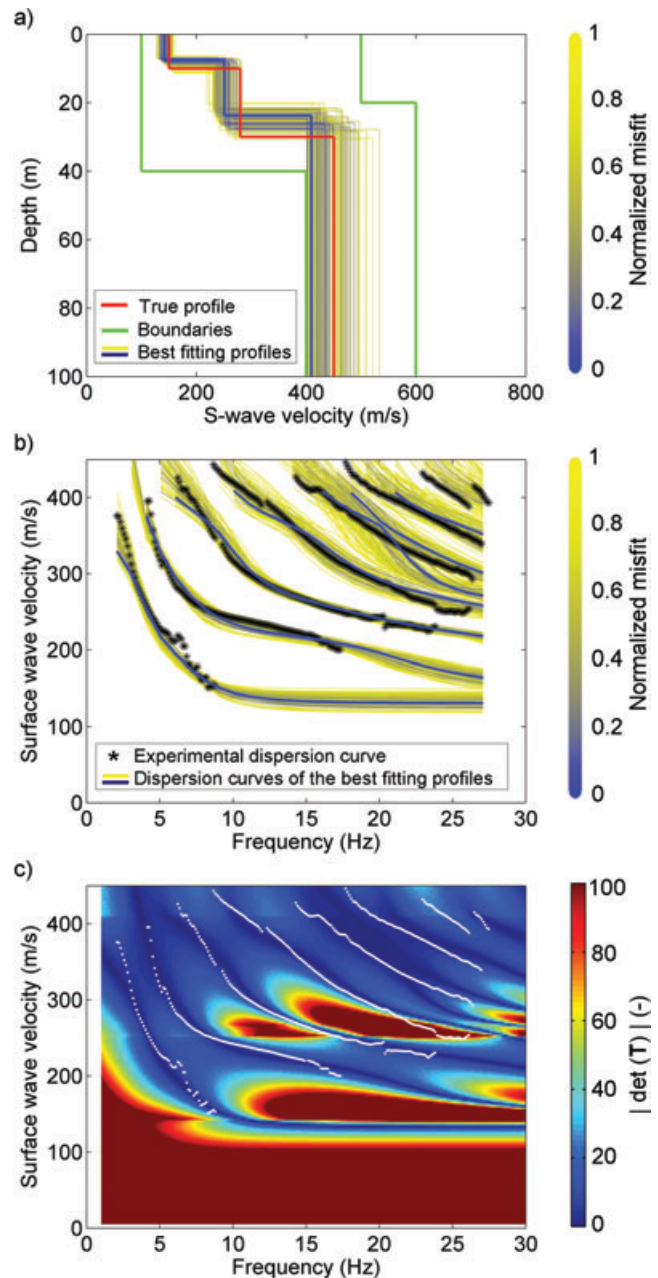 a)
0
20
40
60
80
100
Depth (m)
True profile
Boundaries
Best fitting profiles
0 200 400 600 800
S-wave velocity (m/s)
1
0.8
0.6
0.4
0.2
0
Normalized misfit
b)
400
300
200
100
0
Surface wave velocity (m/s)
* Experimental dispersion curve
Dispersion curves of the best fitting profiles
0 5 10 15 20 25 30
Frequency (Hz)
1
0.8
0.6
0.4
0.2
0
Normalized misfit
c)
400
300
200
100
0
Surface wave velocity (m/s)
0 5 10 15 20 25 30
Frequency (Hz)
100
80
60
40
20
0
| det (T) | (-)